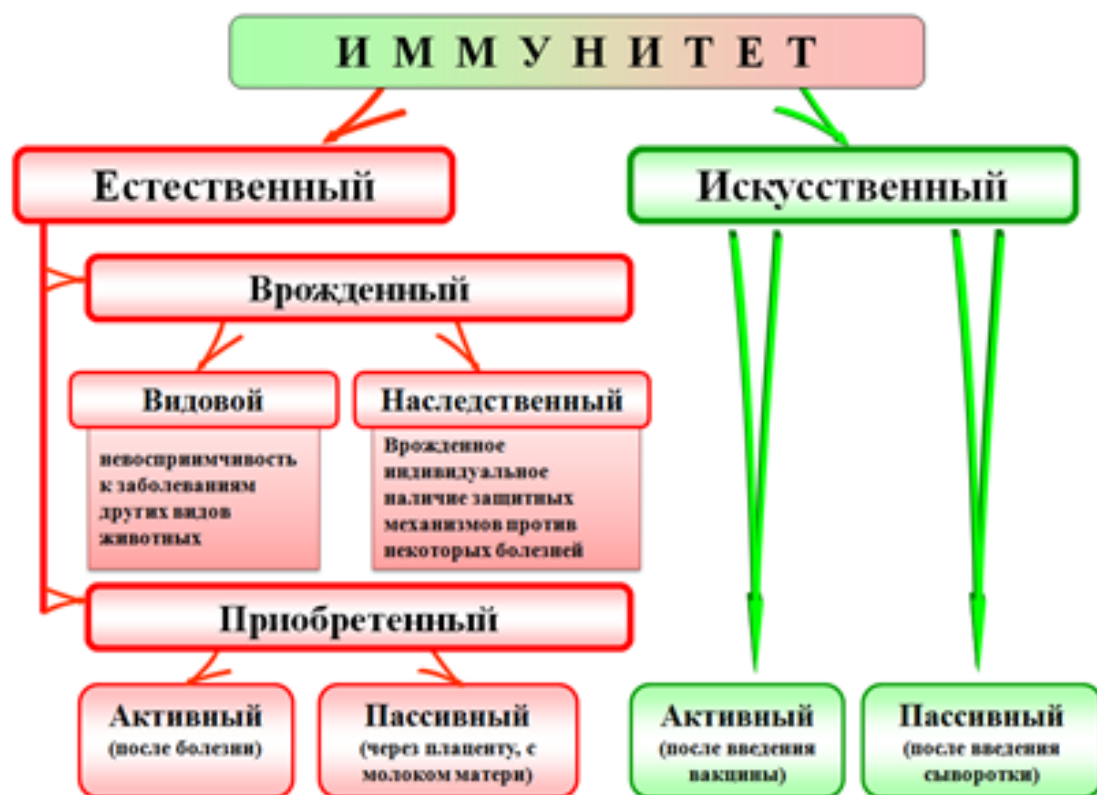 И М М У Н И Т Е Т
Естественный
Искусственный
Врожденный
Видовой
невосприимчивость
к заболеваниям
других видов
животных
Наследственный
Врожденное
индивидуальное
наличие защитных
механизмов против
некоторых болезней
Приобретенный
Активный
(после болезни)
Пассивный
(через плаценту, с
молоком матери)
Активный
(после введения
вакцины)
Пассивный
(после введения
сыворотки)